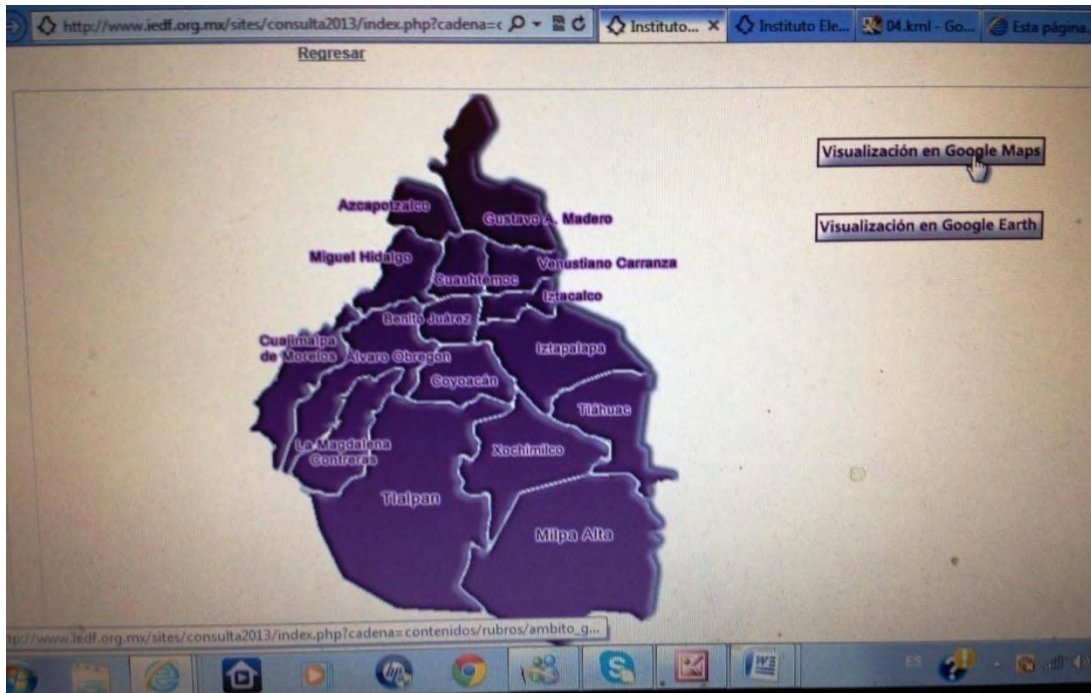 http://www.iedf.org.mx/sites/consulta2013/index.php?cadena=c
Instituto...
Instituto Ele...
04.kml - Go...
Esta página
Regresar
Visualización en Google Maps
Visualización en Google Earth
Azcapotzalco
Gustavo A. Madero
Miguel Hidalgo
Cuauhtémoc
Venustiano Carranza
Iztacalco
Benito Juárez
Cuajimalpa
de Morelos
Álvaro Obregón
Iztapalapa
Coyoacán
Tláhuac
La Magdalena
Contreras
Xochimilco
Tlalpan
Milpa Alta
tp://www.iedf.org.mx/sites/consulta2013/index.php?cadena=contenidos/rubros/ambito_g...
hp
ES